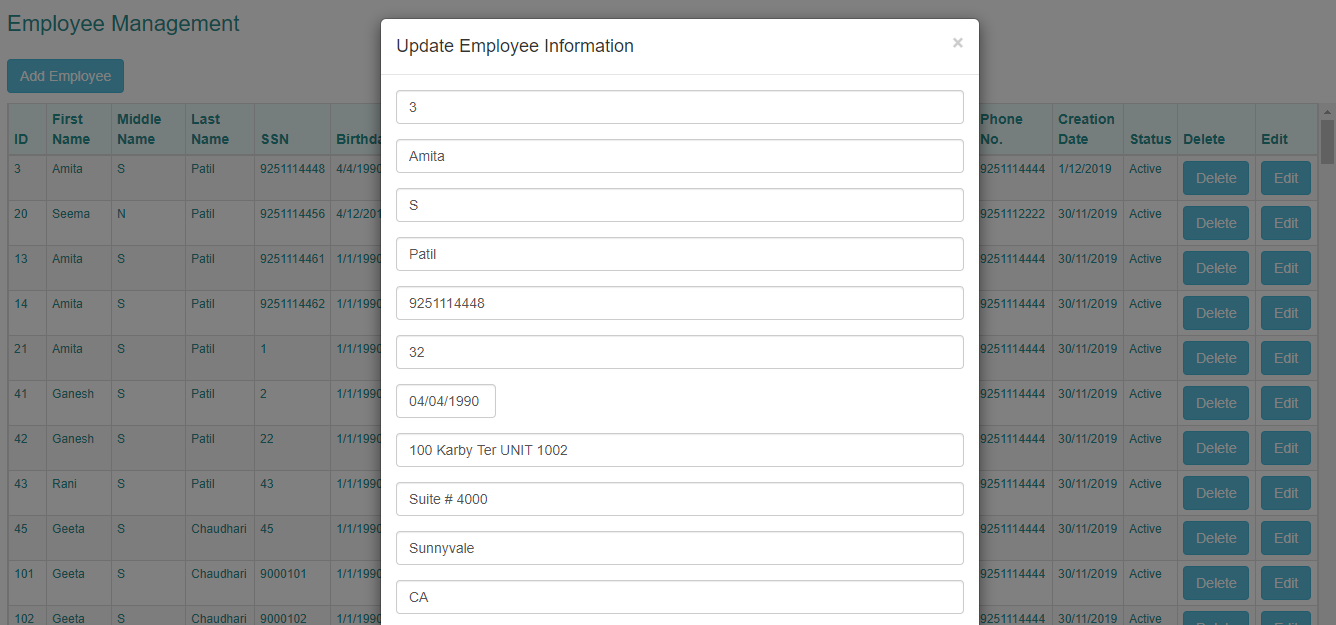 Employee Management
Update Employee Information ×
Add Employee
3
Amita
S
Patil
9251114448
32
04/04/1990
100 Karby Ter UNIT 1002
Suite # 4000
Sunnyvale
CA
ID First Name Middle Name Last Name SSN Phone No. Creation Date Status Delete Edit
3 Amita S Patil 9251114448 4/4/1990 9251114444 1/12/2019 Active Delete Edit
20 Seema N Patil 9251114456 9251112222 30/11/2019 Active Delete Edit
13 Amita S Patil 9251114461 1/1/1990 9251114444 30/11/2019 Active Delete Edit
14 Amita S Patil 9251114462 1/1/1990 9251114444 30/11/2019 Active Delete Edit
21 Amita S Patil 1 1/1/1990 9251114444 30/11/2019 Active Delete Edit
41 Ganesh S Patil 2 1/1/1990 9251114444 30/11/2019 Active Delete Edit
42 Ganesh S Patil 22 1/1/1990 9251114444 30/11/2019 Active Delete Edit
43 Rani S Patil 43 1/1/1990 9251114444 30/11/2019 Active Delete Edit
45 Geeta S Chaudhari 45 1/1/1990 9251114444 30/11/2019 Active Delete Edit
101 Geeta S Chaudhari 9000101 1/1/1990 9251114444 30/11/2019 Active Delete Edit
102 Geeta S Chaudhari 9000102 1/1/1990 9251114444 30/11/2019 Active Delete Edit